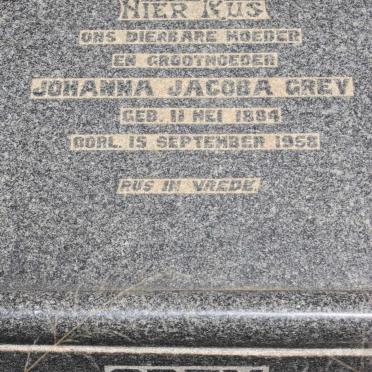 HIER RUS
ONS DIERBARE MOEDER
EN GROOTMOEDER
JOHANNA JACOBA GREY
GEB. 11 MEI 1884
OORL. 15 SEPTEMBER 1958
RUS IN VREDE.
GREY